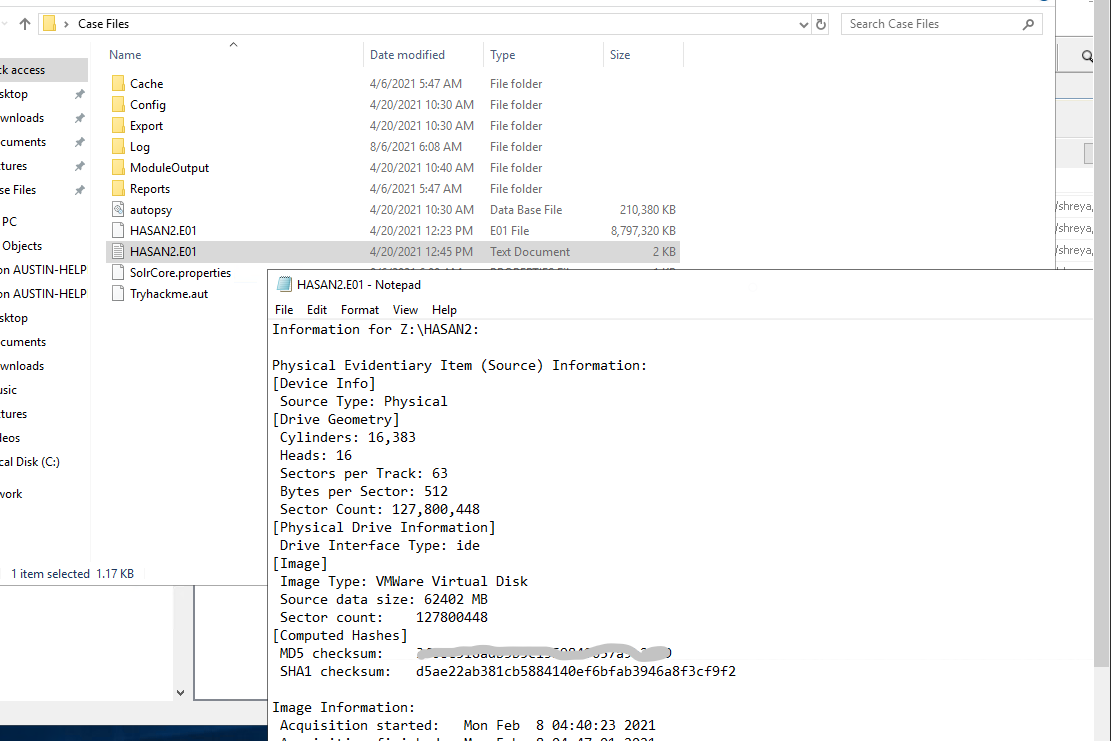 Case Files
Search Case Files
Name Date modified Type Size
ck access
sktop
wnloads
cuments
tures
se Files
PC
Objects
on AUSTIN-HELP
on AUSTIN-HELP
sktop
cuments
wnloads
usic
tures
deos
cal Disk (C:)
work
Cache 4/6/2021 5:47 AM File folder
Config 4/20/2021 10:30 AM File folder
Export 4/20/2021 10:30 AM File folder
Log 8/6/2021 6:08 AM File folder
ModuleOutput 4/20/2021 10:40 AM File folder
Reports 4/6/2021 5:47 AM File folder
autopsy 4/20/2021 10:30 AM Data Base File 210,380 KB
HASAN2.E01 4/20/2021 12:23 PM E01 File 8,797,320 KB
HASAN2.E01 4/20/2021 12:45 PM Text Document 2 KB
SolrCore.properties
Tryhackme.aut
1 item selected 1.17 KB
/shreya,
/shreya,
/shreya,
HASAN2.E01 - Notepad
File Edit Format View Help
Information for Z:\HASAN2:
Physical Evidentiary Item (Source) Information:
[Device Info]
Source Type: Physical
[Drive Geometry]
Cylinders: 16,383
Heads: 16
Sectors per Track: 63
Bytes per Sector: 512
Sector Count: 127,800,448
[Physical Drive Information]
Drive Interface Type: ide
[Image]
Image Type: VMWare Virtual Disk
Source data size: 62402 MB
Sector count: 127800448
[Computed Hashes]
MD5 checksum:
SHA1 checksum: d5ae22ab381cb5884140ef6bfab3946a8f3cf9f2
Image Information:
Acquisition started: Mon Feb 8 04:40:23 2021